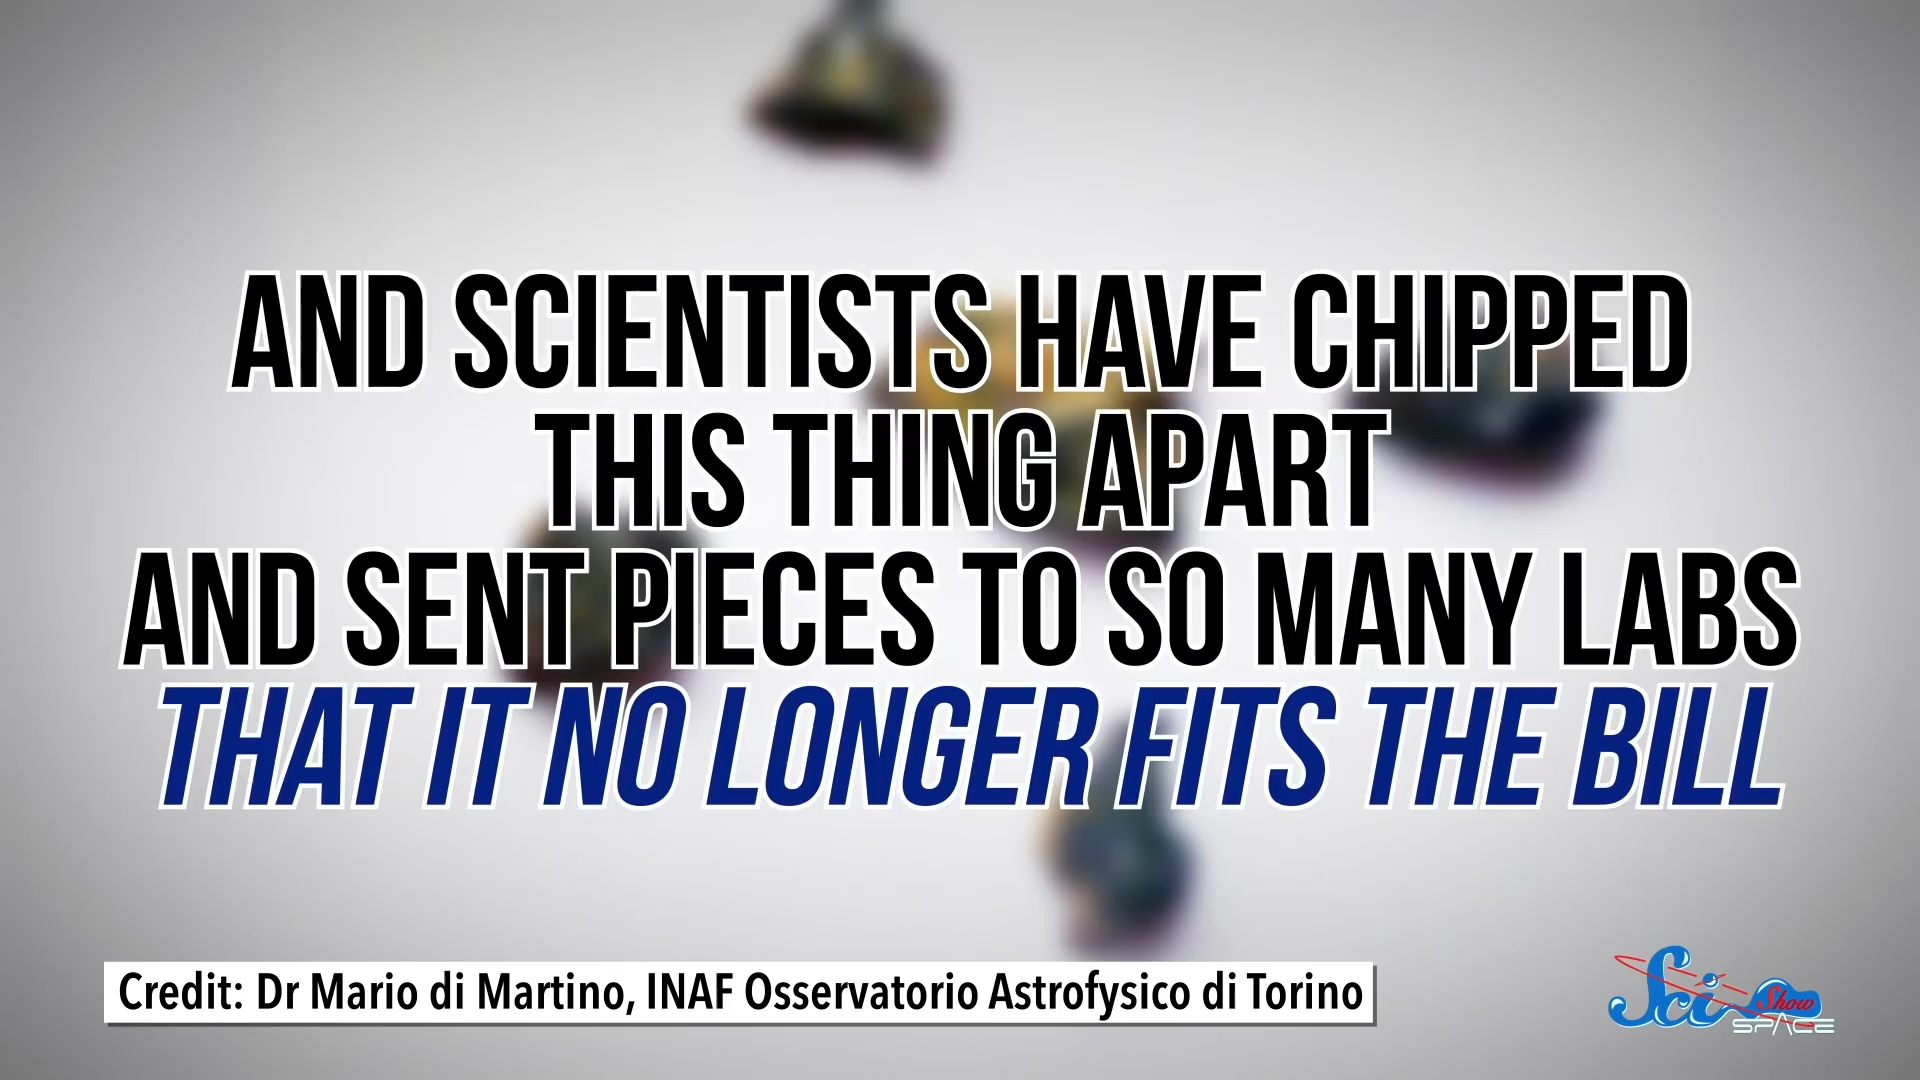 AND SCIENTISTS HAVE CHIPPED
THIS THING APART
AND SENT PIECES TO SO MANY LABS
THAT IT NO LONGER FITS THE BILL
Credit: Dr Mario di Martino, INAF Osservatorio Astrofysico di Torino
Sci Show
SPACE